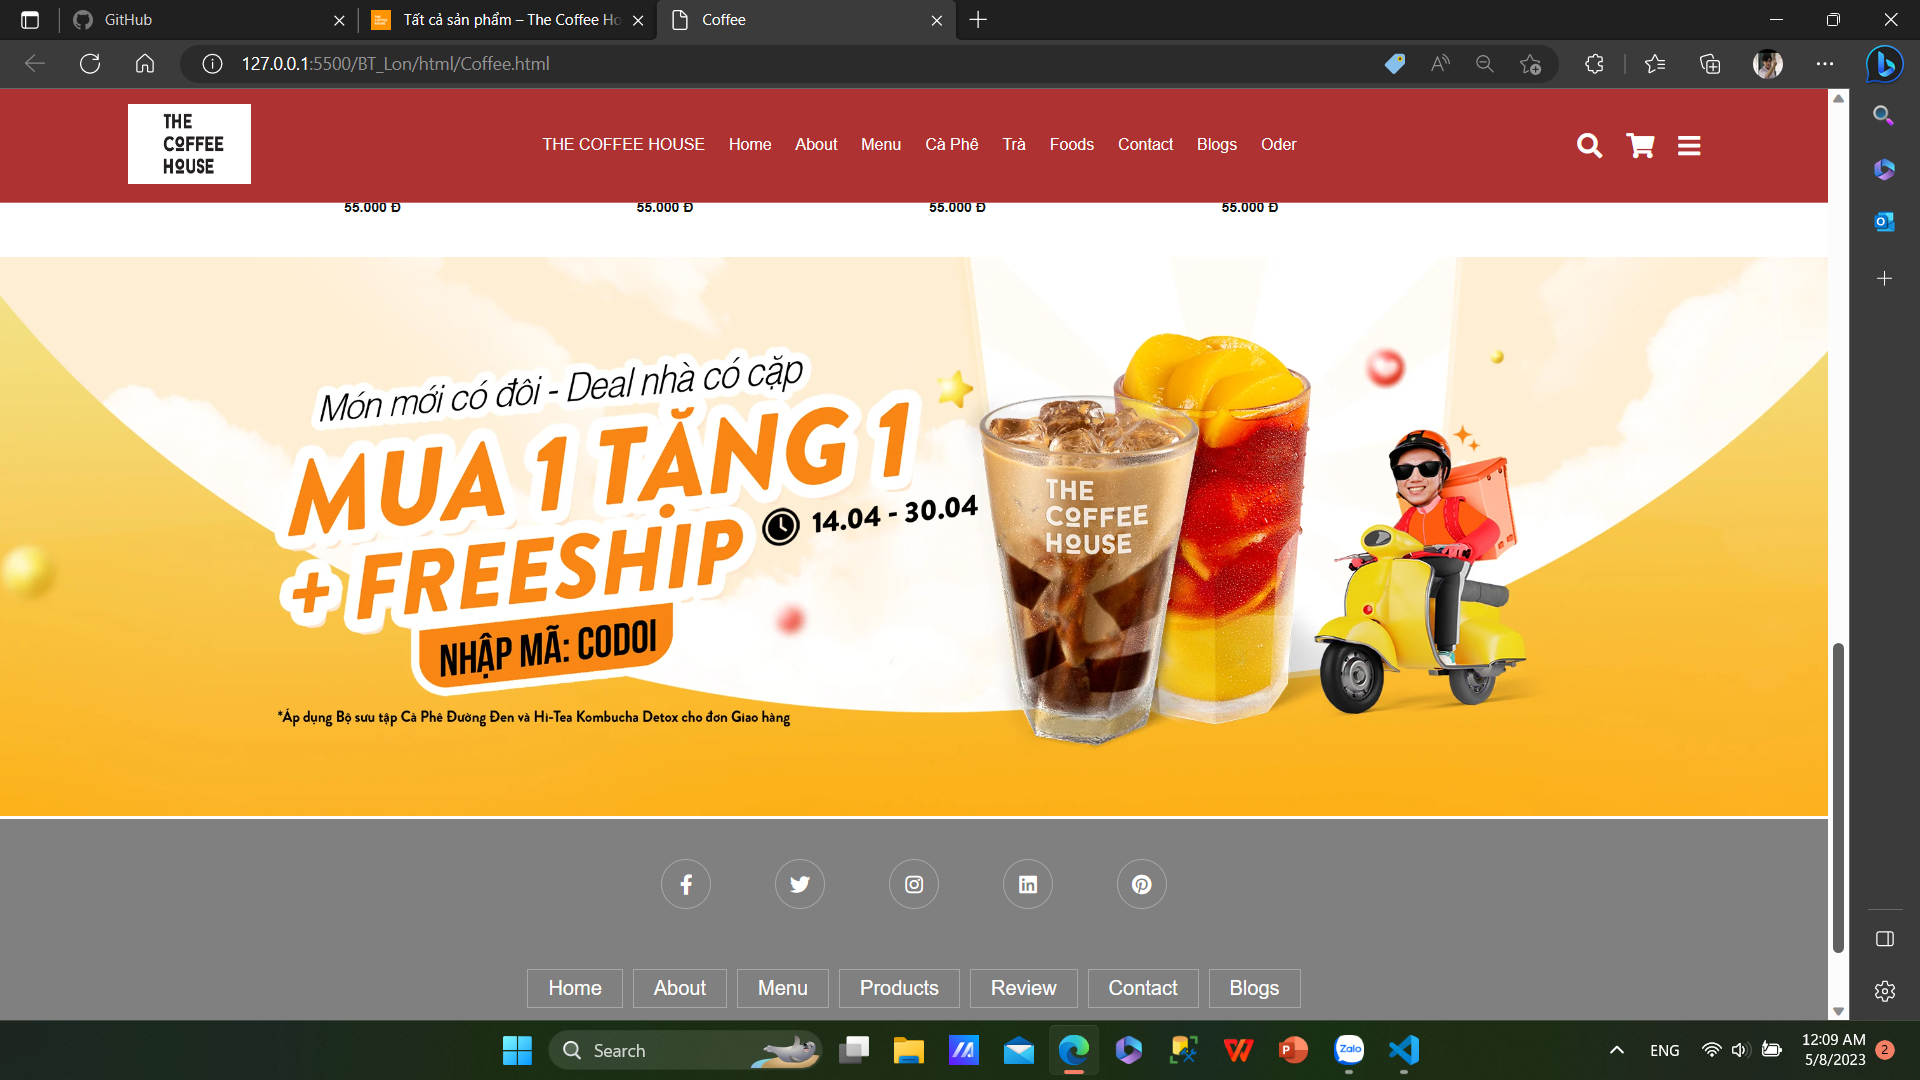 GitHub
Tất cả sản phẩm – The Coffee Ho
Coffee
127.0.0.1:5500/BT_Lon/html/Coffee.html
THE
COFFEE
HOUSE
THE COFFEE HOUSE Home About Menu Cà Phê Trà Foods Contact Blogs Oder
55.000 Đ 55.000 Đ 55.000 Đ 55.000 Đ
Món mới có đôi - Deal nhà có cặp
MUA 1 TẶNG 1
+ FREESHIP
14.04 - 30.04
NHẬP MÃ: CODOI
*Áp dụng Bộ sưu tập Cà Phê Đường Đen và Hi-Tea Kombucha Detox cho đơn Giao hàng
THE
COFFEE
HOUSE
Home About Menu Products Review Contact Blogs
Search
Zalo
ENG
12:09 AM
5/8/2023
2